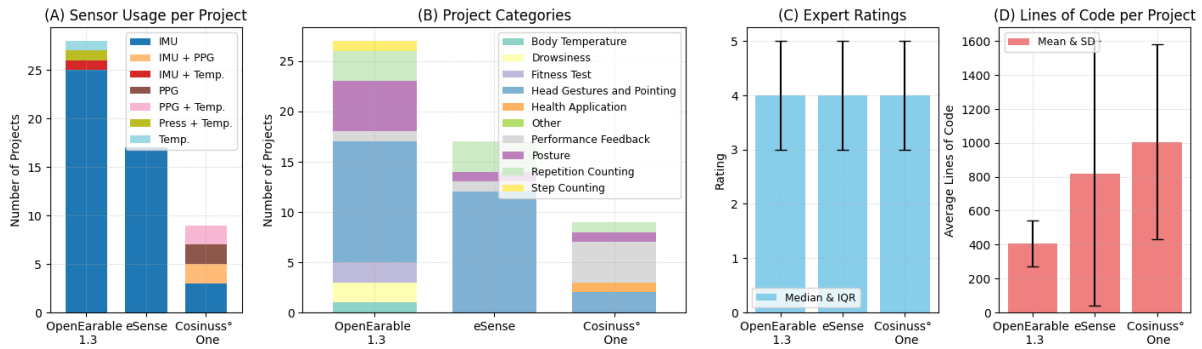 (A) Sensor Usage per Project
Number of Projects
25
20
15
10
5
0
IMU
IMU + PPG
IMU + Temp.
PPG
PPG + Temp.
Press + Temp.
Temp.
OpenEarable
1.3
eSense
Cosinuss°
One
(B) Project Categories
Number of Projects
25
20
15
10
5
0
Body Temperature
Drowsiness
Fitness Test
Head Gestures and Pointing
Health Application
Other
Performance Feedback
Posture
Repetition Counting
Step Counting
OpenEarable
1.3
eSense
Cosinuss°
One
(C) Expert Ratings
Rating
5
4
3
2
1
0
Median & IQR
OpenEarable
1.3
eSense
Cosinuss°
One
(D) Lines of Code per Project
Average Lines of Code
1600
1400
1200
1000
800
600
400
200
0
Mean & SD
OpenEarable
1.3
eSense
Cosinuss°
One